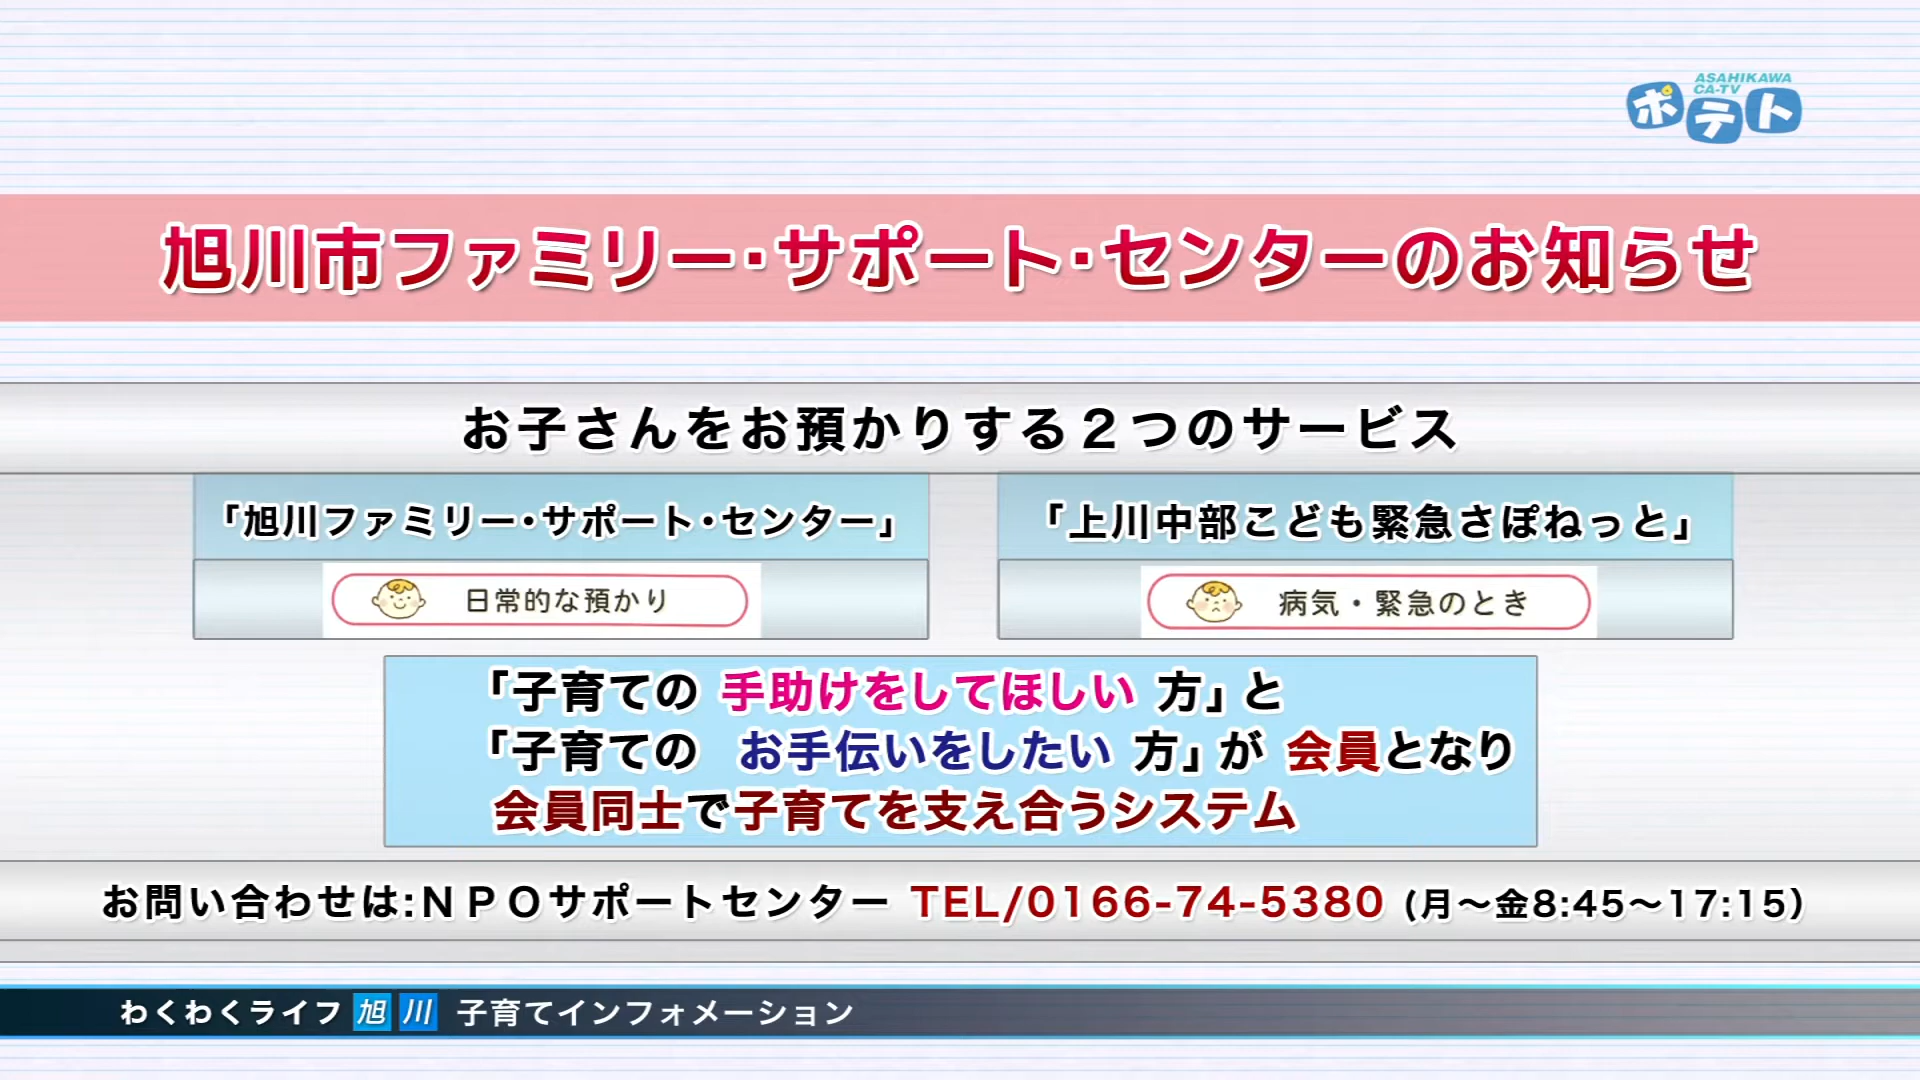 ASAHIKAWA
CA-TV
ポテト
旭川市ファミリー・サポート・センターのお知らせ
お子さんをお預かりする２つのサービス
「旭川ファミリー・サポート・センター」
日常的な預かり
「上川中部こども緊急さぽねっと」
病気・緊急のとき
「子育ての 手助けをしてほしい 方」と
「子育ての　お手伝いをしたい 方」が 会員となり
会員同士で子育てを支え合うシステム
お問い合わせは:ＮＰＯサポートセンター TEL/0166-74-5380 (月～金8:45～17:15）
わくわくライフ 旭 川 子育てインフォメーション